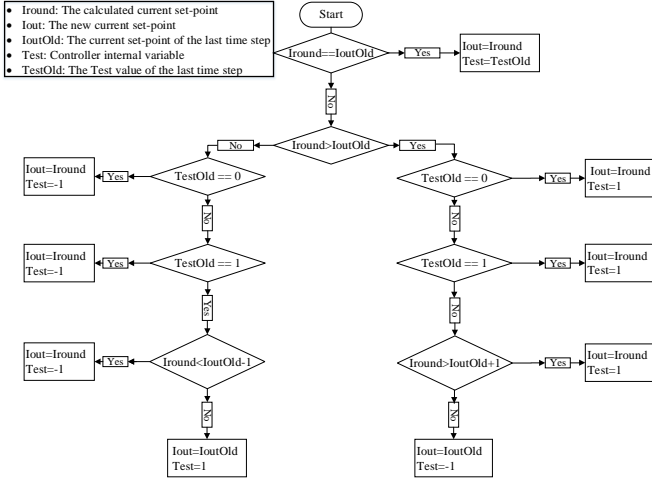 • Iround: The calculated current set-point
• Iout: The new current set-point
• IoutOld: The current set-point of the last time step
• Test: Controller internal variable
• TestOld: The Test value of the last time step
Start
Iround==IoutOld
Yes
Iout=Iround
Test=TestOld
No
Iround>IoutOld
No
Yes
Iout=Iround
Test=-1
Yes
TestOld == 0
TestOld == 0
Yes
Iout=Iround
Test=1
No
No
Iout=Iround
Test=-1
Yes
TestOld == 1
TestOld == 1
Yes
Iout=Iround
Test=1
Yes
No
Iout=Iround
Test=-1
Yes
Iround<IoutOld-1
Iround>IoutOld+1
Yes
Iout=Iround
Test=1
No
No
Iout=IoutOld
Test=1
Iout=IoutOld
Test=-1